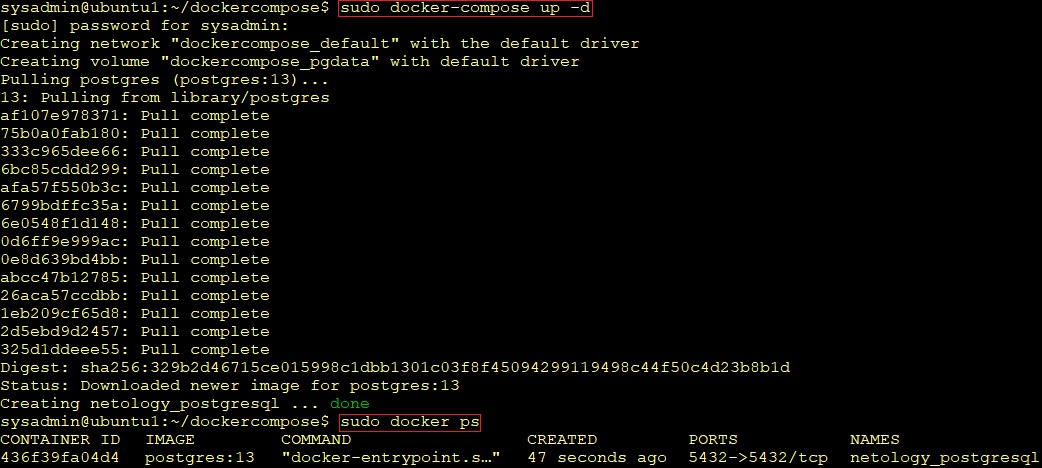 sysadmin@ubuntu1:~/dockercompose$ sudo docker-compose up -d
[sudo] password for sysadmin:
Creating network "dockercompose_default" with the default driver
Creating volume "dockercompose_pgdata" with default driver
Pulling postgres (postgres:13)...
13: Pulling from library/postgres
af107e978371: Pull complete
75b0a0fab180: Pull complete
333c965dee66: Pull complete
6bc85cddd299: Pull complete
afa57f550b3c: Pull complete
6799bdffc35a: Pull complete
6e0548f1d148: Pull complete
0d6ff9e999ac: Pull complete
0e8d639bd4bb: Pull complete
abcc47b12785: Pull complete
26aca57ccdbb: Pull complete
1eb209cf65d8: Pull complete
2d5ebd9d2457: Pull complete
325d1ddeee55: Pull complete
Digest: sha256:329b2d46715ce015998c1dbb1301c03f8f45094299119498c44f50c4d23b8b1d
Status: Downloaded newer image for postgres:13
Creating netology_postgresql ... done
sysadmin@ubuntu1:~/dockercompose$ sudo docker ps
CONTAINER ID IMAGE COMMAND CREATED PORTS NAMES
436f39fa04d4 postgres:13 "docker-entrypoint.s…" 47 seconds ago 5432->5432/tcp netology_postgresql